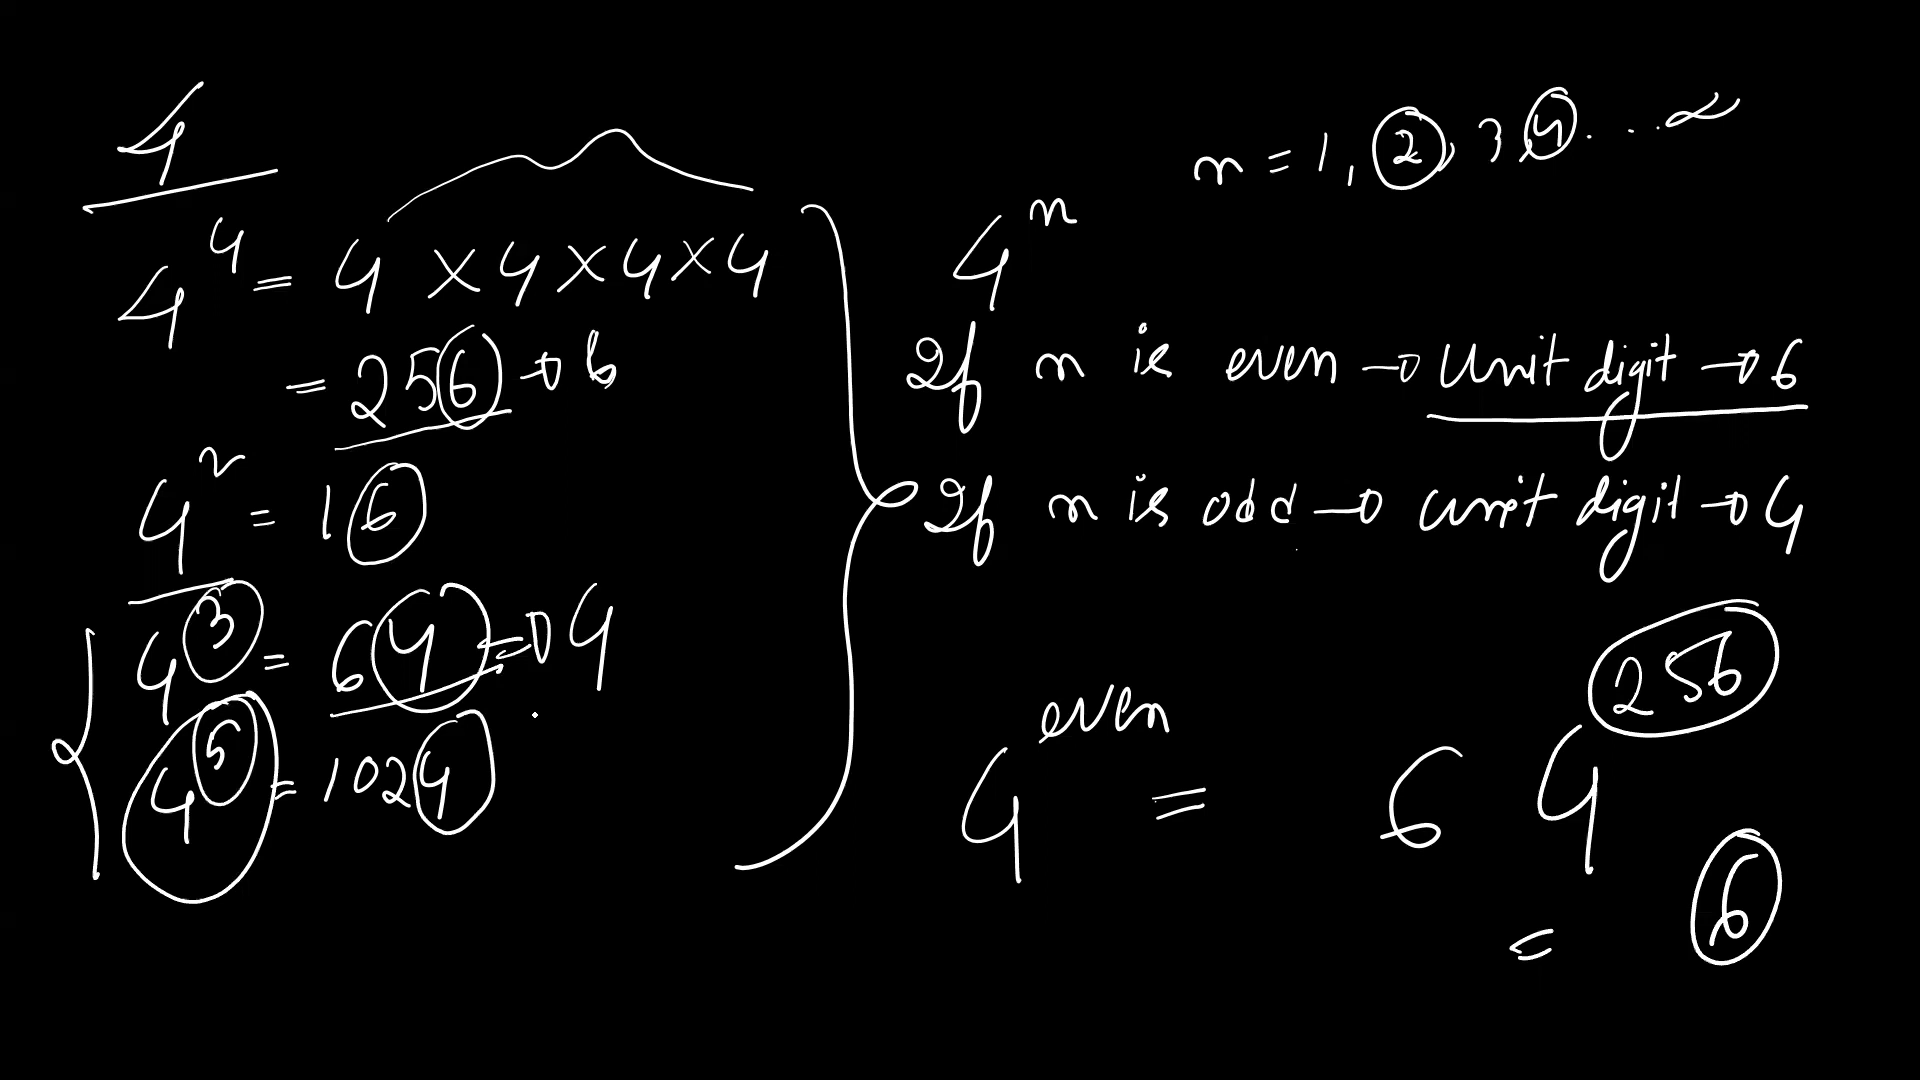 4
4^4 = 4 × 4 × 4 × 4
= 256 → 6
4^2 = 16
4^3 = 64 ⇒ 4
4^5 = 1024
n = 1, 2, 3, 4 . . . ∞
4^n
If n is even → Unit digit → 6
If n is odd → unit digit → 4
4^even = 6
4^256
= 6